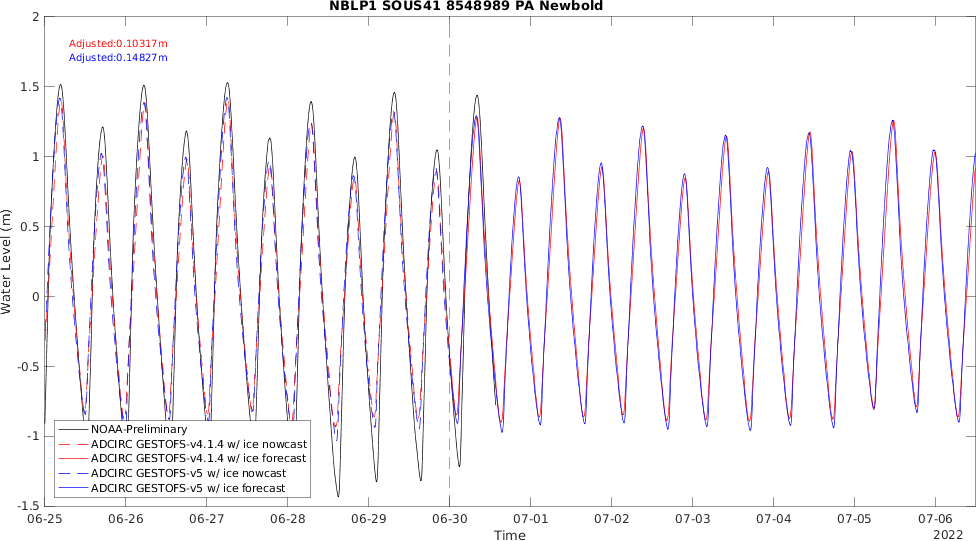 NBLP1 SOUS41 8548989 PA Newbold
2
Adjusted:0.10317m
Adjusted:0.14827m
1.5
1
0.5
0
-0.5
-1
-1.5
Water Level (m)
NOAA-Preliminary
ADCIRC GESTOFS-v4.1.4 w/ ice nowcast
ADCIRC GESTOFS-v4.1.4 w/ ice forecast
ADCIRC GESTOFS-v5 w/ ice nowcast
ADCIRC GESTOFS-v5 w/ ice forecast
06-25 06-26 06-27 06-28 06-29 06-30 07-01 07-02 07-03 07-04 07-05 07-06
Time
2022